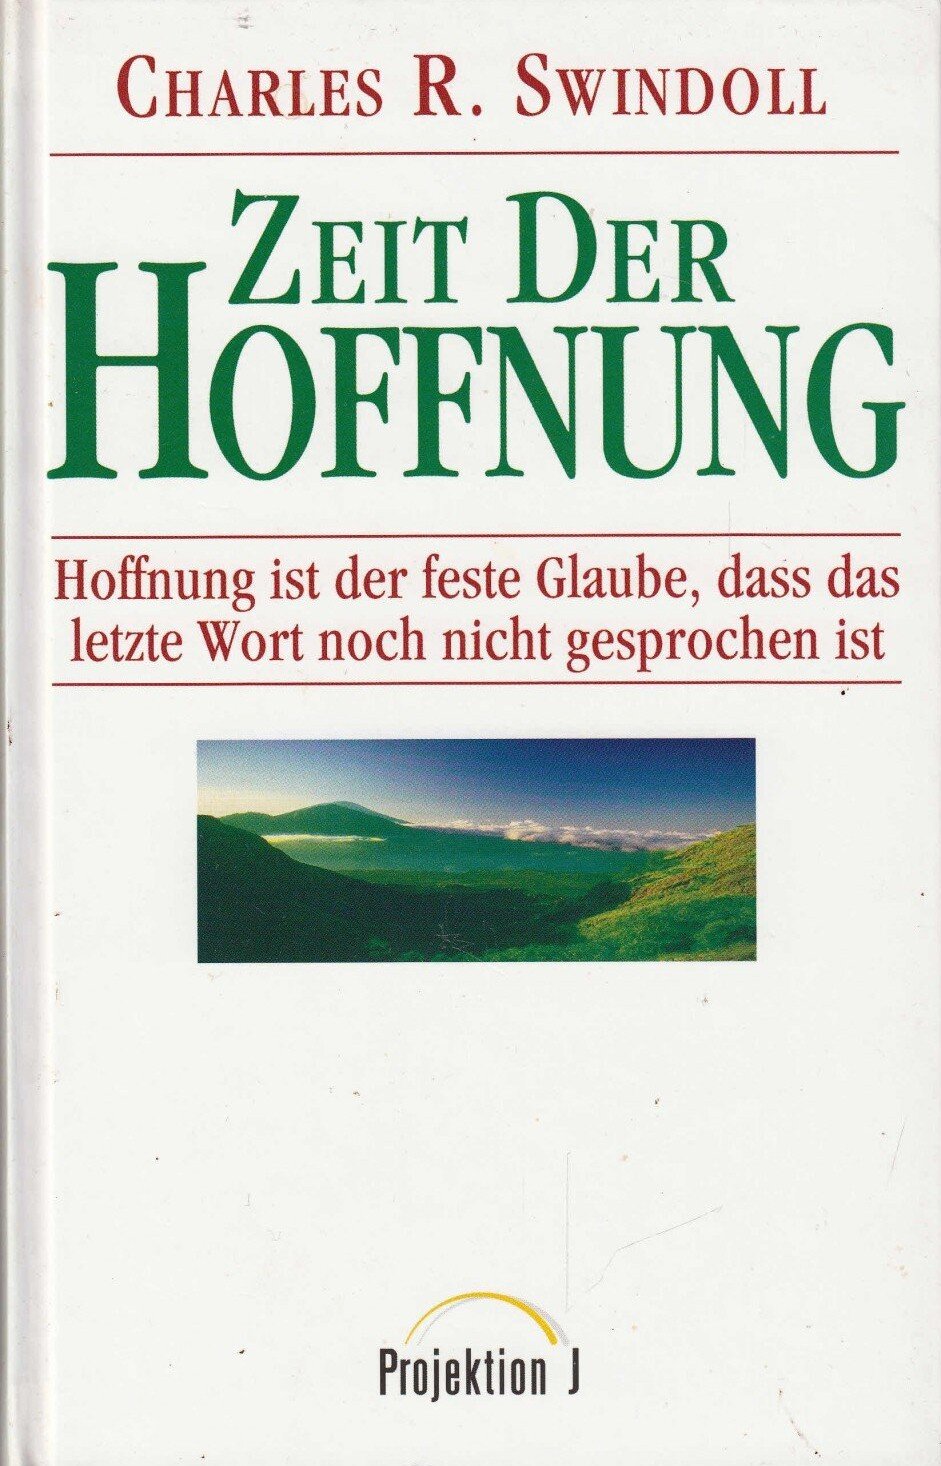 CHARLES R. SWINDOLL
ZEIT DER
HOFFNUNG
Hoffnung ist der feste Glaube, dass das
letzte Wort noch nicht gesprochen ist
Projektion J